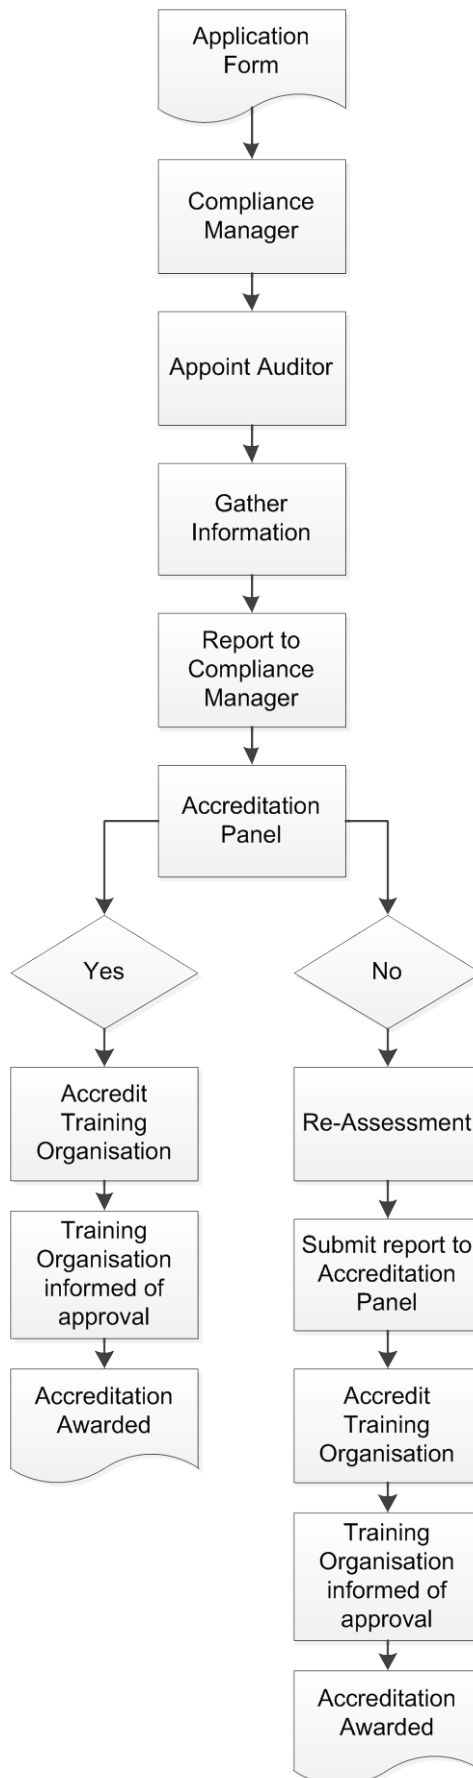 Application
Form
Compliance
Manager
Appoint Auditor
Gather
Information
Report to
Compliance
Manager
Accreditation
Panel
Yes
No
Accredit
Training
Organisation
Re-Assessment
Training
Organisation
informed of
approval
Submit report to
Accreditation
Panel
Accreditation
Awarded
Accredit
Training
Organisation
Training
Organisation
informed of
approval
Accreditation
Awarded